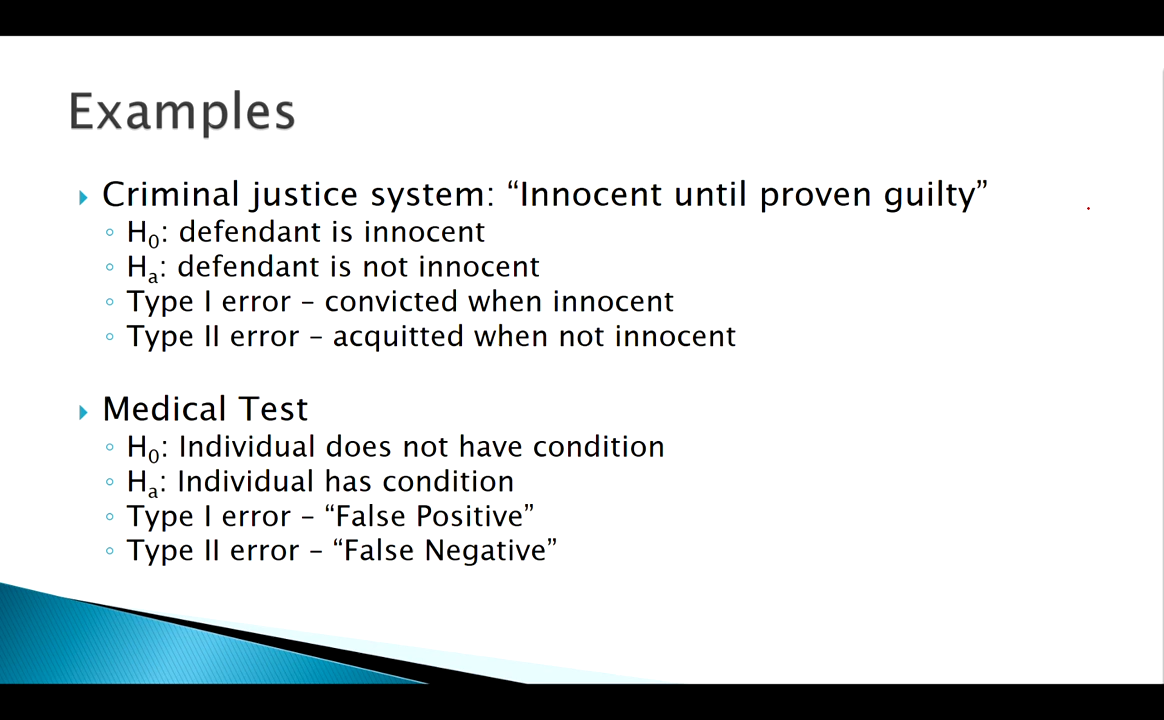 Examples
Criminal justice system: “Innocent until proven guilty”
H₀: defendant is innocent
Hₐ: defendant is not innocent
Type I error – convicted when innocent
Type II error – acquitted when not innocent
Medical Test
H₀: Individual does not have condition
Hₐ: Individual has condition
Type I error – “False Positive”
Type II error – “False Negative”